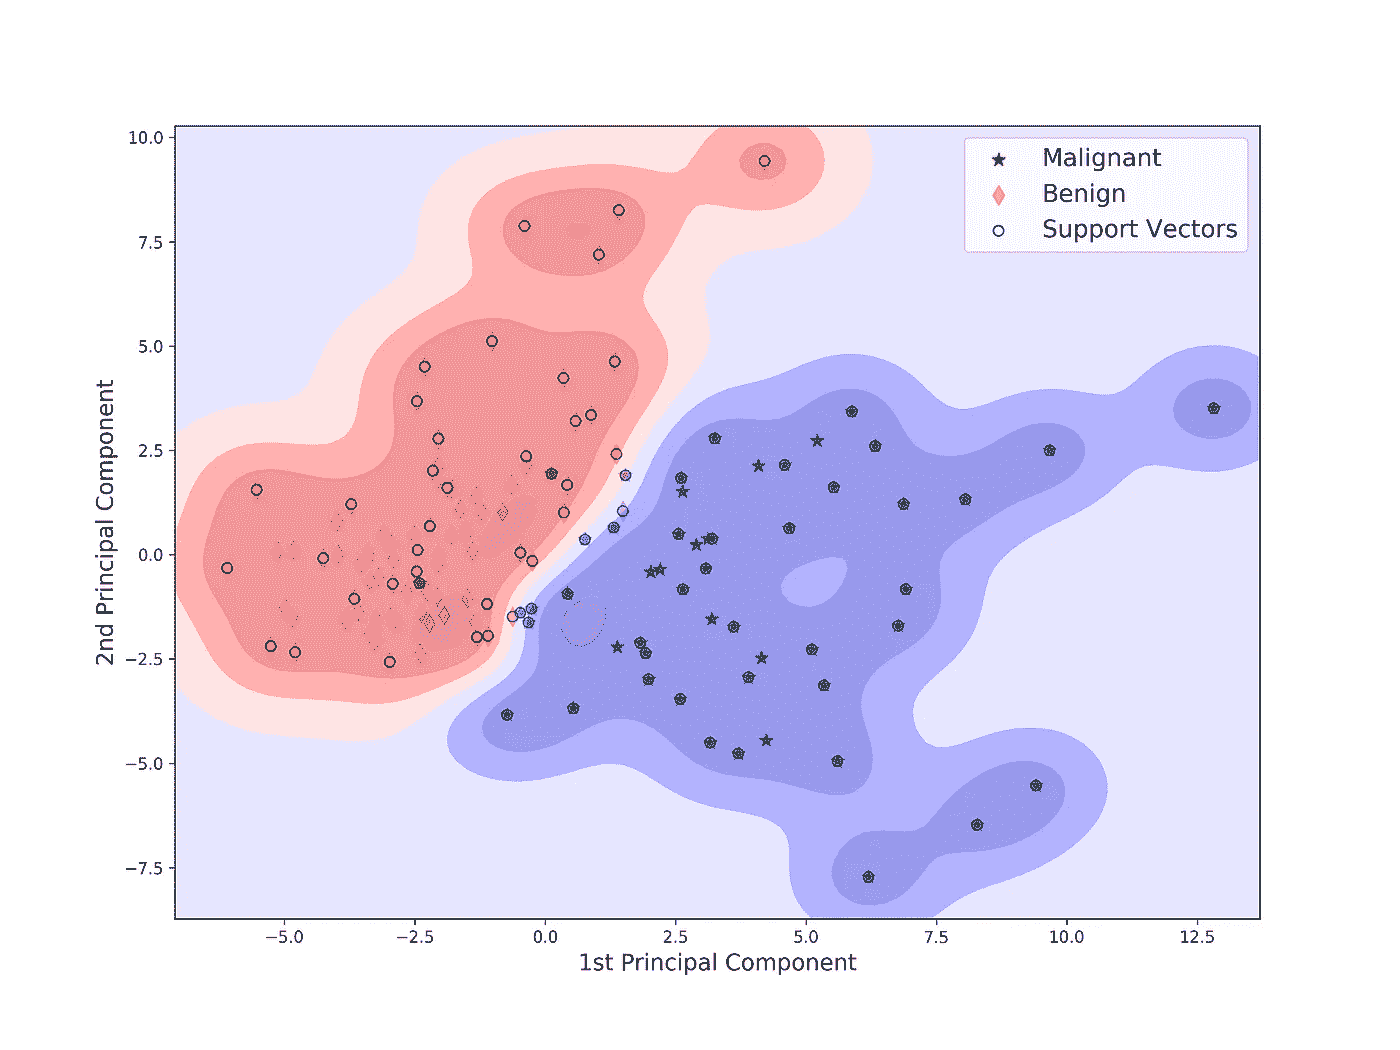 10.0
7.5
5.0
2.5
0.0
−2.5
−5.0
−7.5
2nd Principal Component
Malignant
Benign
Support Vectors
−5.0 −2.5 0.0 2.5 5.0 7.5 10.0 12.5
1st Principal Component